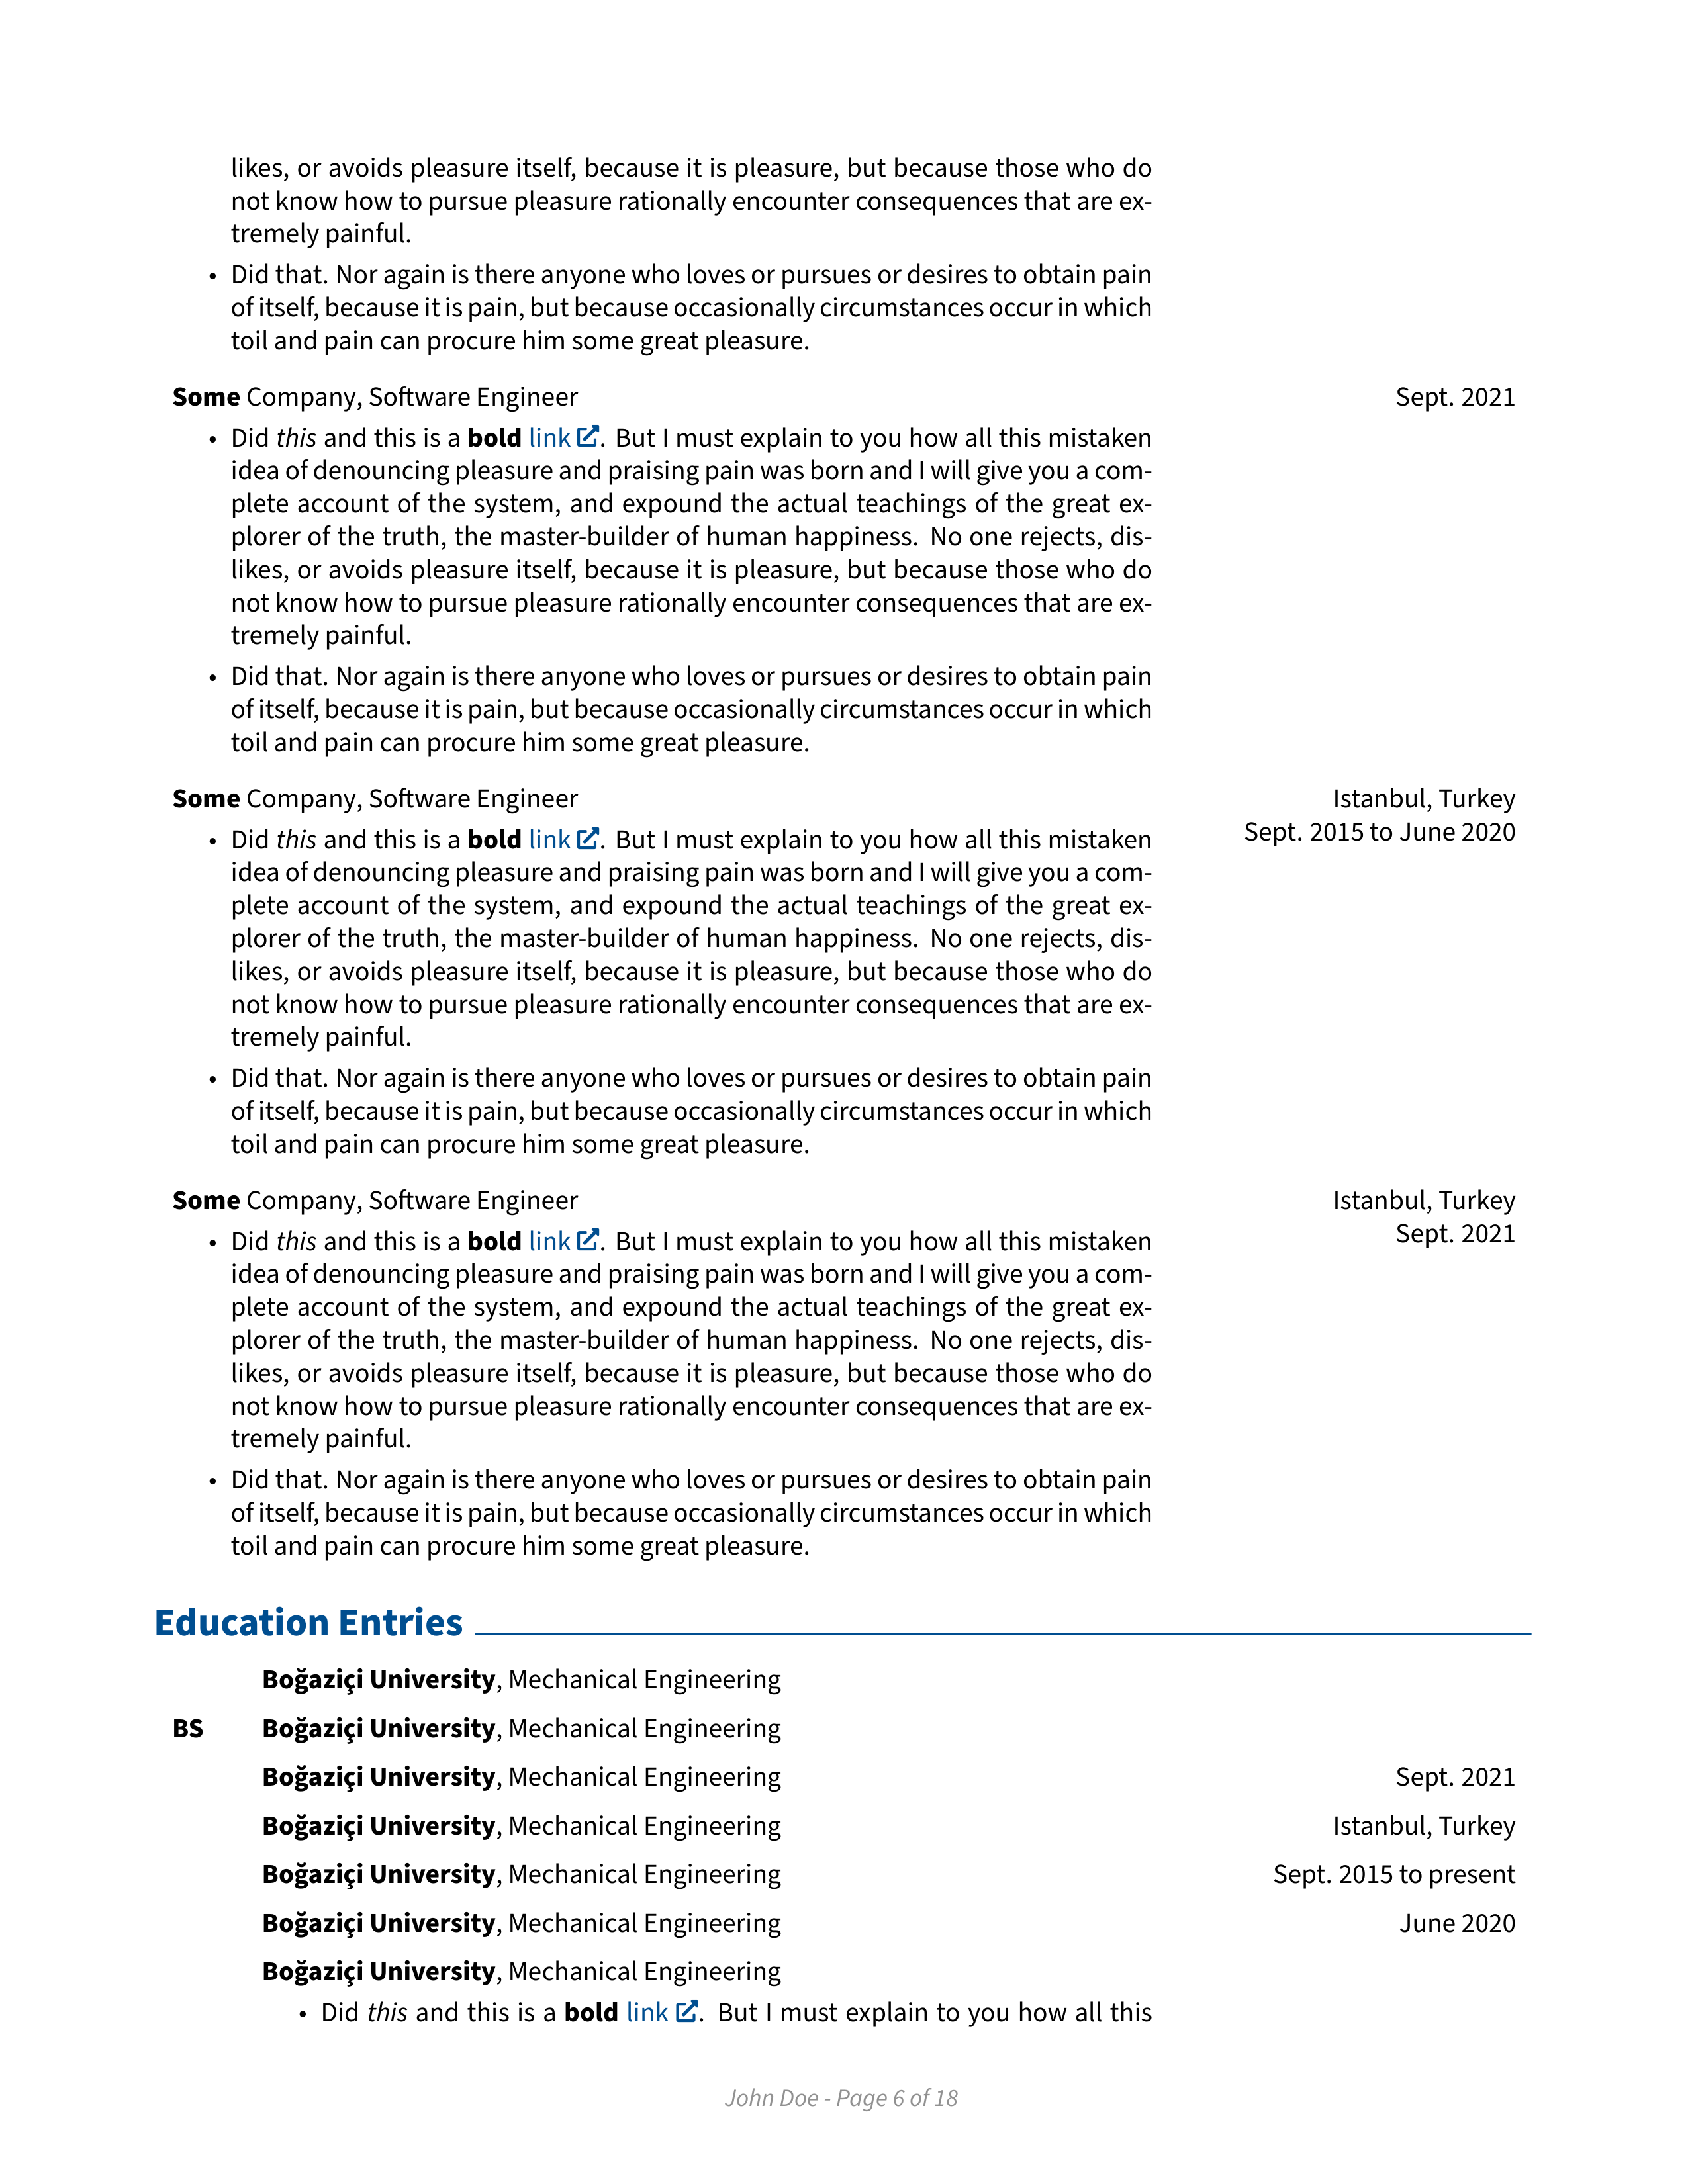 likes, or avoids pleasure itself, because it is pleasure, but because those who do
not know how to pursue pleasure rationally encounter consequences that are ex-
tremely painful.
• Did that. Nor again is there anyone who loves or pursues or desires to obtain pain
of itself, because it is pain, but because occasionally circumstances occur in which
toil and pain can procure him some great pleasure.
Some Company, Software Engineer Sept. 2021
• Did this and this is a bold link. But I must explain to you how all this mistaken
idea of denouncing pleasure and praising pain was born and I will give you a com-
plete account of the system, and expound the actual teachings of the great ex-
plorer of the truth, the master-builder of human happiness. No one rejects, dis-
likes, or avoids pleasure itself, because it is pleasure, but because those who do
not know how to pursue pleasure rationally encounter consequences that are ex-
tremely painful.
• Did that. Nor again is there anyone who loves or pursues or desires to obtain pain
of itself, because it is pain, but because occasionally circumstances occur in which
toil and pain can procure him some great pleasure.
Some Company, Software Engineer Istanbul, Turkey
Sept. 2015 to June 2020
• Did this and this is a bold link. But I must explain to you how all this mistaken
idea of denouncing pleasure and praising pain was born and I will give you a com-
plete account of the system, and expound the actual teachings of the great ex-
plorer of the truth, the master-builder of human happiness. No one rejects, dis-
likes, or avoids pleasure itself, because it is pleasure, but because those who do
not know how to pursue pleasure rationally encounter consequences that are ex-
tremely painful.
• Did that. Nor again is there anyone who loves or pursues or desires to obtain pain
of itself, because it is pain, but because occasionally circumstances occur in which
toil and pain can procure him some great pleasure.
Some Company, Software Engineer Istanbul, Turkey
Sept. 2021
• Did this and this is a bold link. But I must explain to you how all this mistaken
idea of denouncing pleasure and praising pain was born and I will give you a com-
plete account of the system, and expound the actual teachings of the great ex-
plorer of the truth, the master-builder of human happiness. No one rejects, dis-
likes, or avoids pleasure itself, because it is pleasure, but because those who do
not know how to pursue pleasure rationally encounter consequences that are ex-
tremely painful.
• Did that. Nor again is there anyone who loves or pursues or desires to obtain pain
of itself, because it is pain, but because occasionally circumstances occur in which
toil and pain can procure him some great pleasure.
Education Entries
Boğaziçi University, Mechanical Engineering
BS Boğaziçi University, Mechanical Engineering
Boğaziçi University, Mechanical Engineering Sept. 2021
Boğaziçi University, Mechanical Engineering Istanbul, Turkey
Boğaziçi University, Mechanical Engineering Sept. 2015 to present
Boğaziçi University, Mechanical Engineering June 2020
Boğaziçi University, Mechanical Engineering
• Did this and this is a bold link. But I must explain to you how all this
John Doe - Page 6 of 18